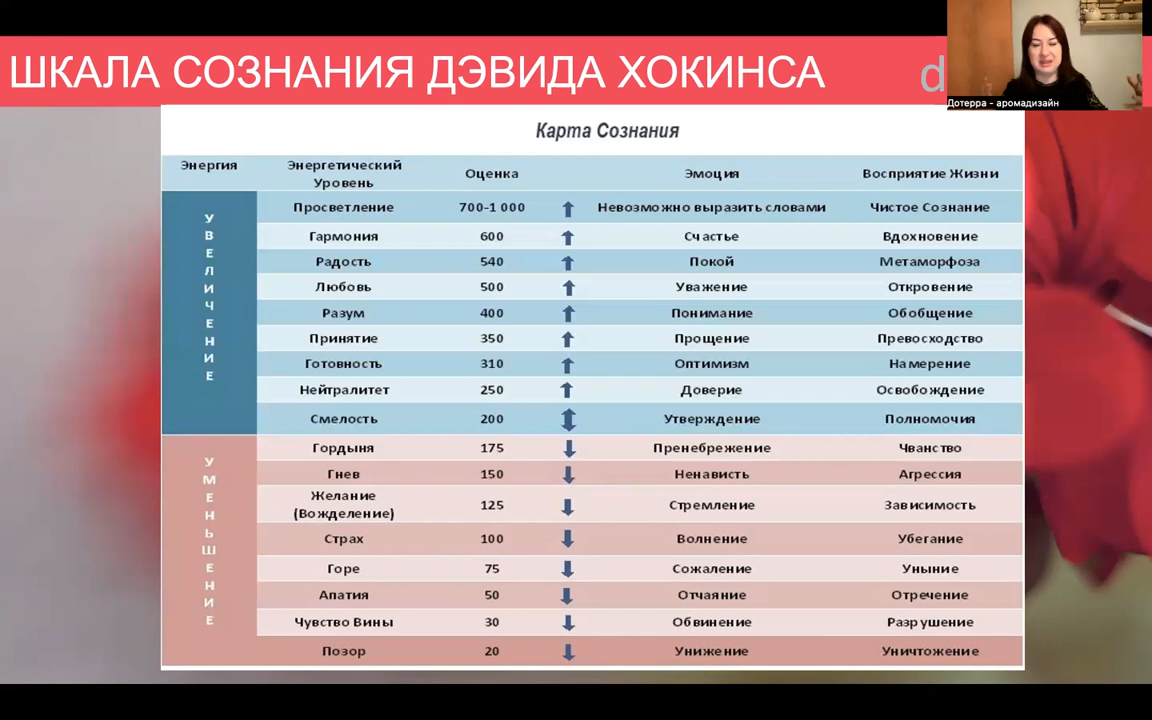 ШКАЛА СОЗНАНИЯ ДЭВИДА ХОКИНСА
d
Дотерра - аромадизайн
Карта Сознания
Энергия Энергетический Уровень Оценка Эмоция Восприятие Жизни
УВЕЛИЧЕНИЕ
Просветление 700-1 000 Невозможно выразить словами Чистое Сознание
Гармония 600 Счастье Вдохновение
Радость 540 Покой Метаморфоза
Любовь 500 Уважение Откровение
Разум 400 Понимание Обобщение
Принятие 350 Прощение Превосходство
Готовность 310 Оптимизм Намерение
Нейтралитет 250 Доверие Освобождение
Смелость 200 Утверждение Полномочия
УМЕНЬШЕНИЕ
Гордыня 175 Пренебрежение Чванство
Гнев 150 Ненависть Агрессия
Желание (Вожделение) 125 Стремление Зависимость
Страх 100 Волнение Убегание
Горе 75 Сожаление Уныние
Апатия 50 Отчаяние Отречение
Чувство Вины 30 Обвинение Разрушение
Позор 20 Унижение Уничтожение